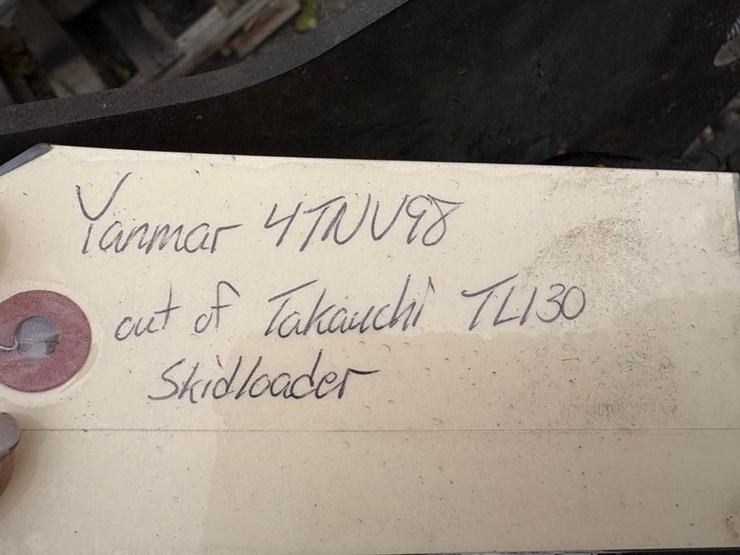 Yanmar 4TNV98
out of Takauchi TL130
Skidloader